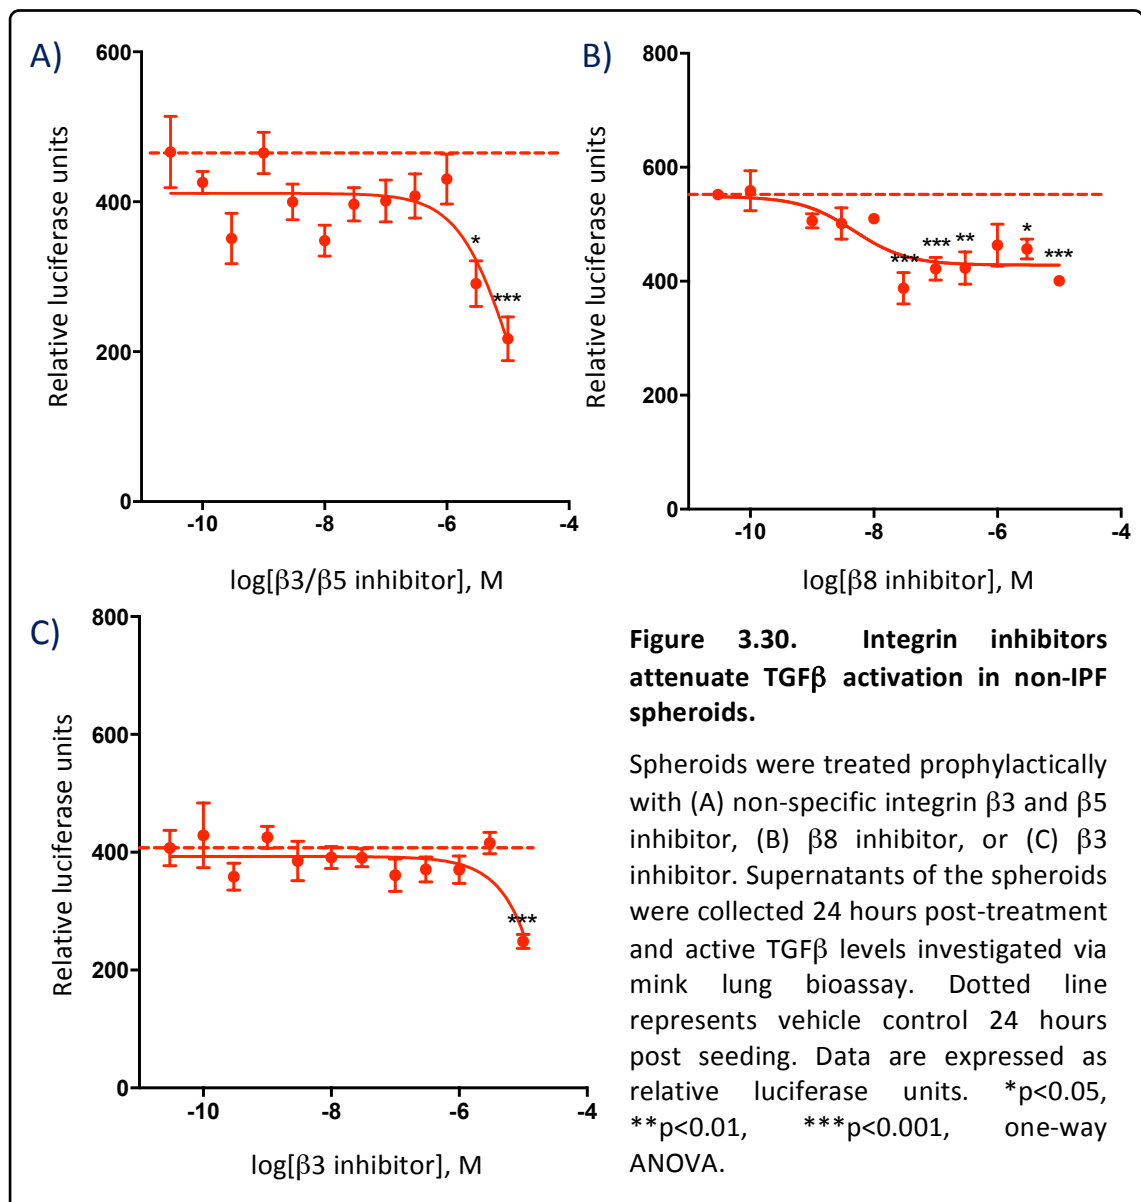 A)
600
400
200
0
Relative luciferase units
*
***
-10 -8 -6 -4
log[β3/β5 inhibitor], M
B)
800
600
400
200
0
Relative luciferase units
***
***
**
*
***
-10 -8 -6 -4
log[β8 inhibitor], M
C)
800
600
400
200
0
Relative luciferase units
***
-10 -8 -6 -4
log[β3 inhibitor], M
Figure 3.30. Integrin inhibitors
attenuate TGFβ activation in non-IPF
spheroids.
Spheroids were treated prophylactically
with (A) non-specific integrin β3 and β5
inhibitor, (B) β8 inhibitor, or (C) β3
inhibitor. Supernatants of the spheroids
were collected 24 hours post-treatment
and active TGFβ levels investigated via
mink lung bioassay. Dotted line
represents vehicle control 24 hours
post seeding. Data are expressed as
relative luciferase units. *p<0.05,
**p<0.01, ***p<0.001, one-way
ANOVA.